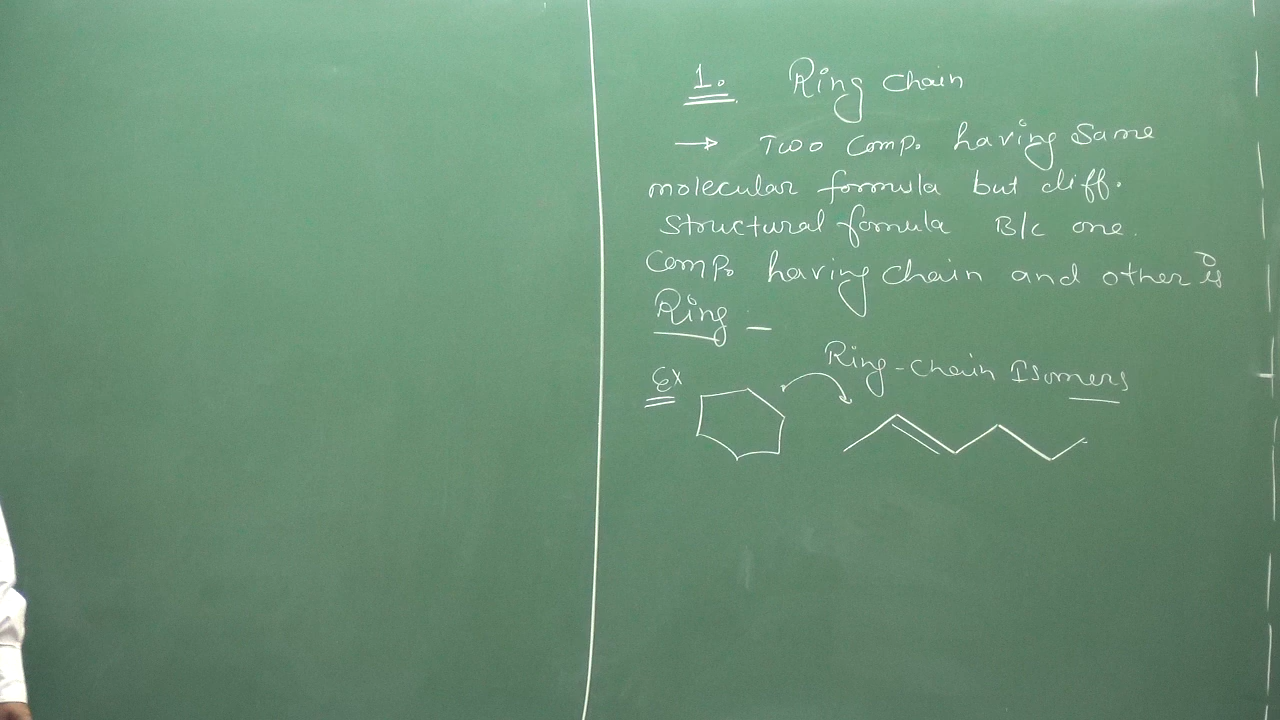 1. Ring chain
→ Two comp. having same
molecular formula but diff.
structural formula B/c one.
comp. having chain and other is
Ring –
Ring-chain Isomers
Ex